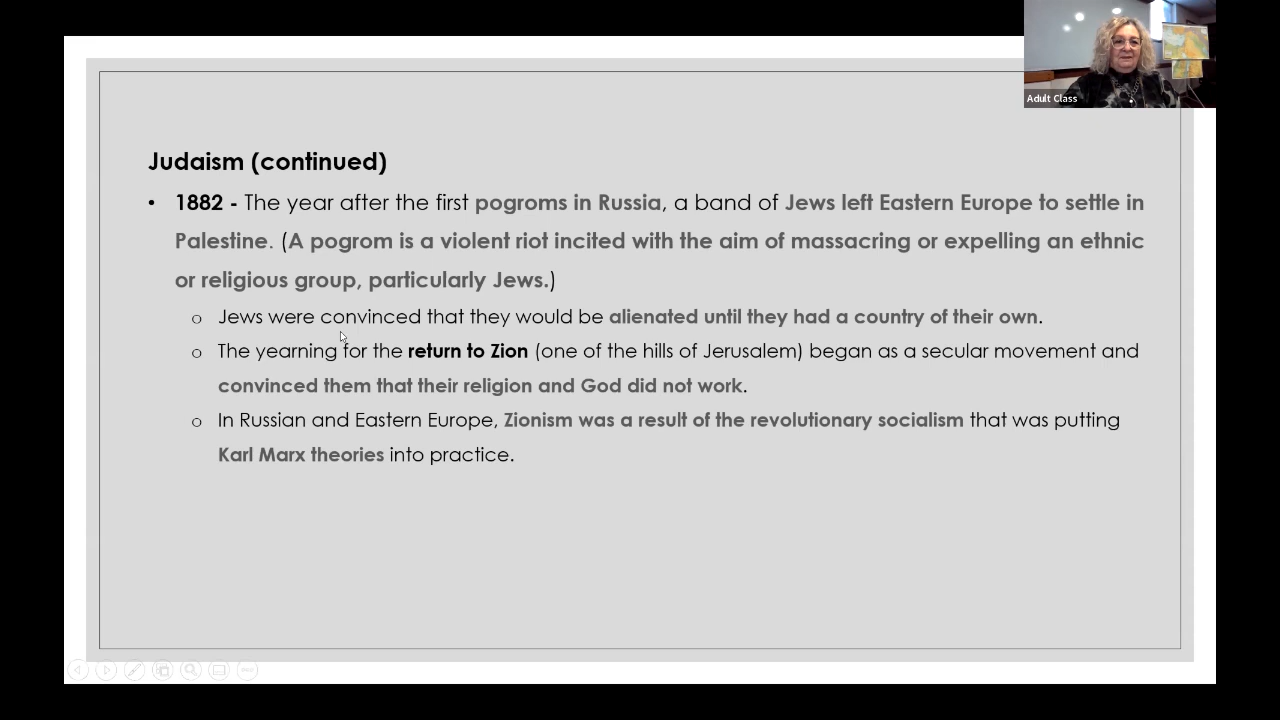 Adult Class
Judaism (continued)
• 1882 - The year after the first pogroms in Russia, a band of Jews left Eastern Europe to settle in
Palestine. (A pogrom is a violent riot incited with the aim of massacring or expelling an ethnic
or religious group, particularly Jews.)
o Jews were convinced that they would be alienated until they had a country of their own.
o The yearning for the return to Zion (one of the hills of Jerusalem) began as a secular movement and
convinced them that their religion and God did not work.
o In Russian and Eastern Europe, Zionism was a result of the revolutionary socialism that was putting
Karl Marx theories into practice.